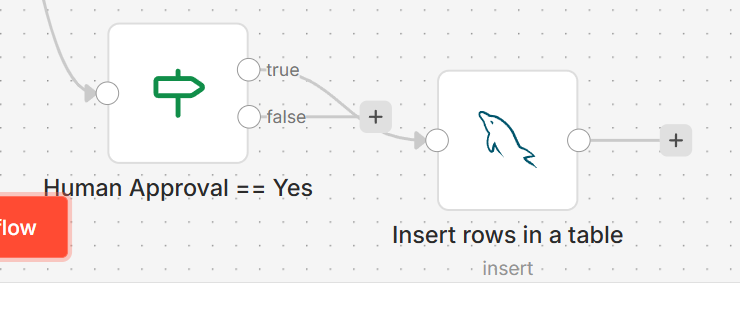 true
false
Human Approval == Yes
flow
Insert rows in a table
insert